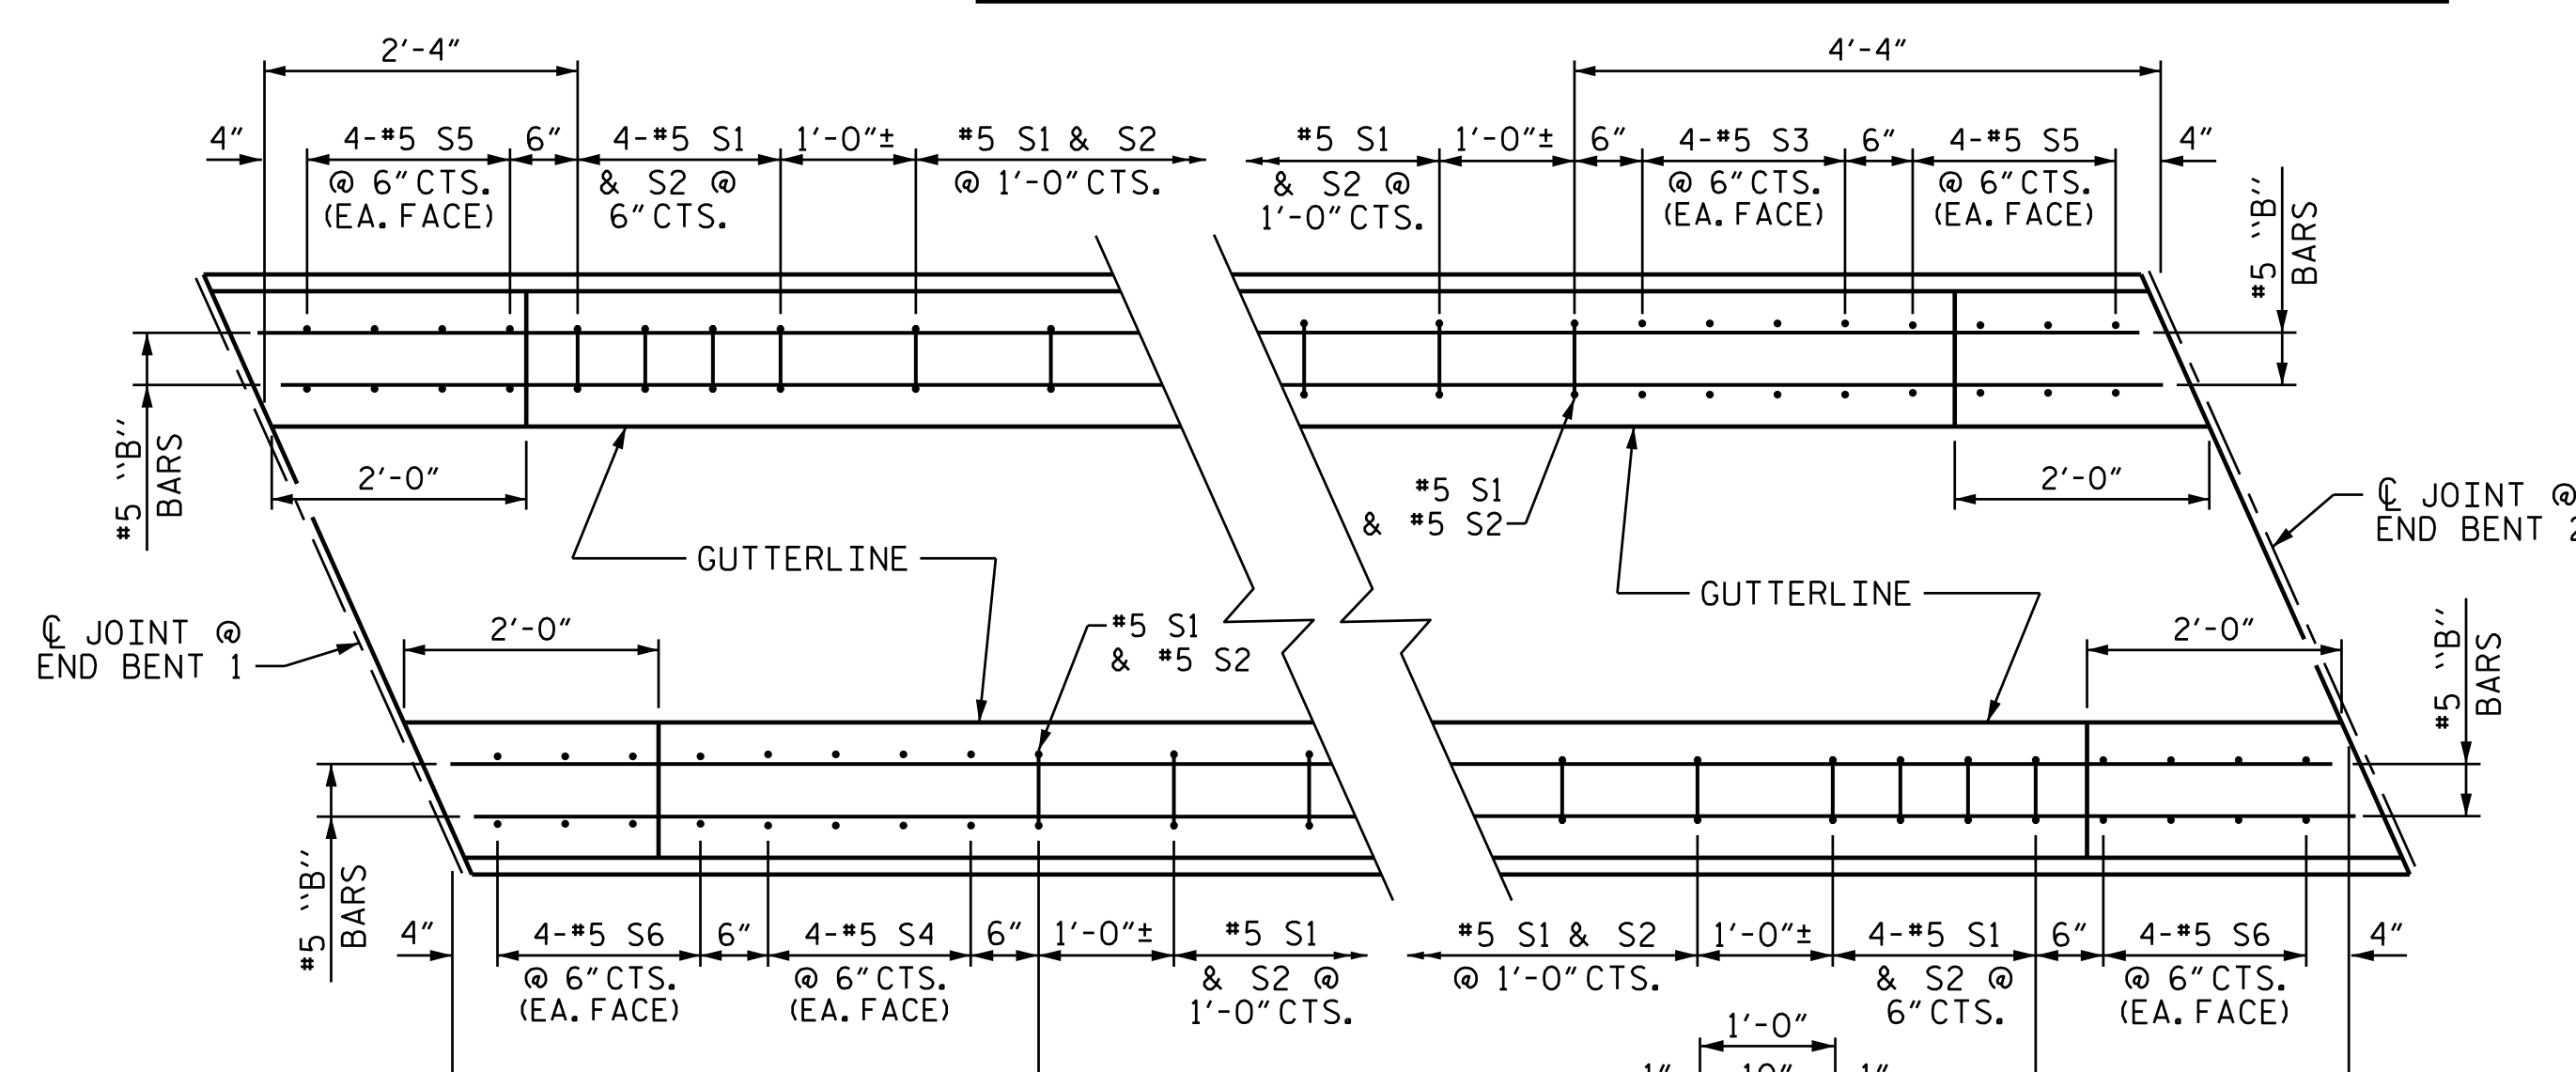 2'-4"
4'-4"
4"
4-#5 S5
@ 6"CTS.
(EA. FACE)
6"
4-#5 S1
& S2 @
6"CTS.
1'-0"±
#5 S1 & S2
@ 1'-0"CTS.
#5 S1
& S2 @
1'-0"CTS.
1'-0"±
6"
4-#5 S3
@ 6"CTS.
(EA. FACE)
6"
4-#5 S5
@ 6"CTS.
(EA. FACE)
4"
#5 "B"
BARS
#5 "B"
BARS
2'-0"
2'-0"
#5 S1
& #5 S2
℄ JOINT @
END BENT
GUTTERLINE
GUTTERLINE
℄ JOINT @
END BENT 1
2'-0"
#5 S1
& #5 S2
2'-0"
#5 "B"
BARS
#5 "B"
BARS
4"
4-#5 S6
@ 6"CTS.
(EA. FACE)
6"
4-#5 S4
@ 6"CTS.
(EA. FACE)
6"
1'-0"±
#5 S1
& S2 @
1'-0"CTS.
#5 S1 & S2
@ 1'-0"CTS.
1'-0"±
4-#5 S1
& S2 @
6"CTS.
6"
4-#5 S6
@ 6"CTS.
(EA. FACE)
4"
1'-0"